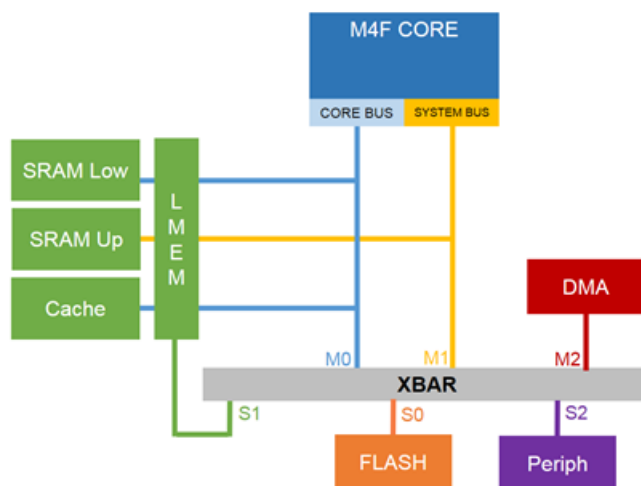 M4F CORE
CORE BUS
SYSTEM BUS
SRAM Low
LMEM
SRAM Up
Cache
DMA
M0
M1
M2
XBAR
S1
S0
S2
FLASH
Periph